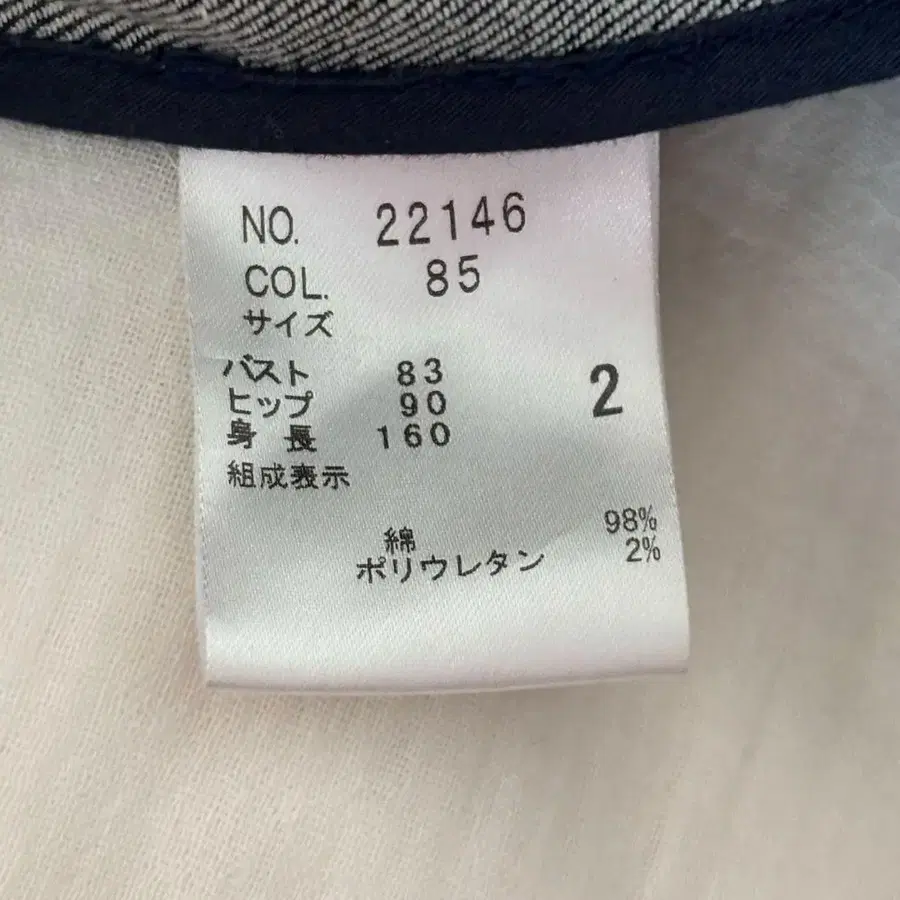 NO. 22146
COL. 85
サイズ
バスト 83
ヒップ 90 2
身長 160
組成表示
綿 98%
ポリウレタン 2%